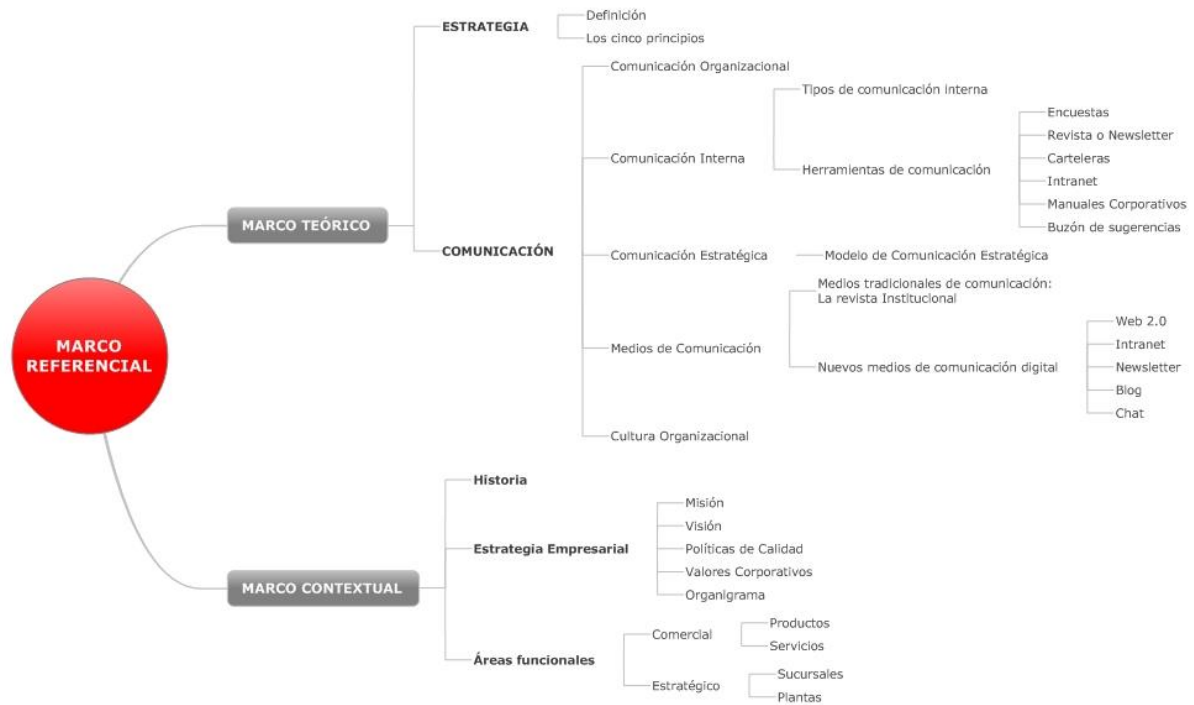 MARCO
REFERENCIAL
MARCO TEÓRICO
ESTRATEGIA
Definición
Los cinco principios
COMUNICACIÓN
Comunicación Organizacional
Comunicación Interna
Tipos de comunicación interna
Herramientas de comunicación
Encuestas
Revista o Newsletter
Carteleras
Intranet
Manuales Corporativos
Buzón de sugerencias
Comunicación Estratégica
Modelo de Comunicación Estratégica
Medios de Comunicación
Medios tradicionales de comunicación:
La revista Institucional
Nuevos medios de comunicación digital
Web 2.0
Intranet
Newsletter
Blog
Chat
Cultura Organizacional
MARCO CONTEXTUAL
Historia
Estrategia Empresarial
Misión
Visión
Políticas de Calidad
Valores Corporativos
Organigrama
Áreas funcionales
Comercial
Productos
Servicios
Estratégico
Sucursales
Plantas